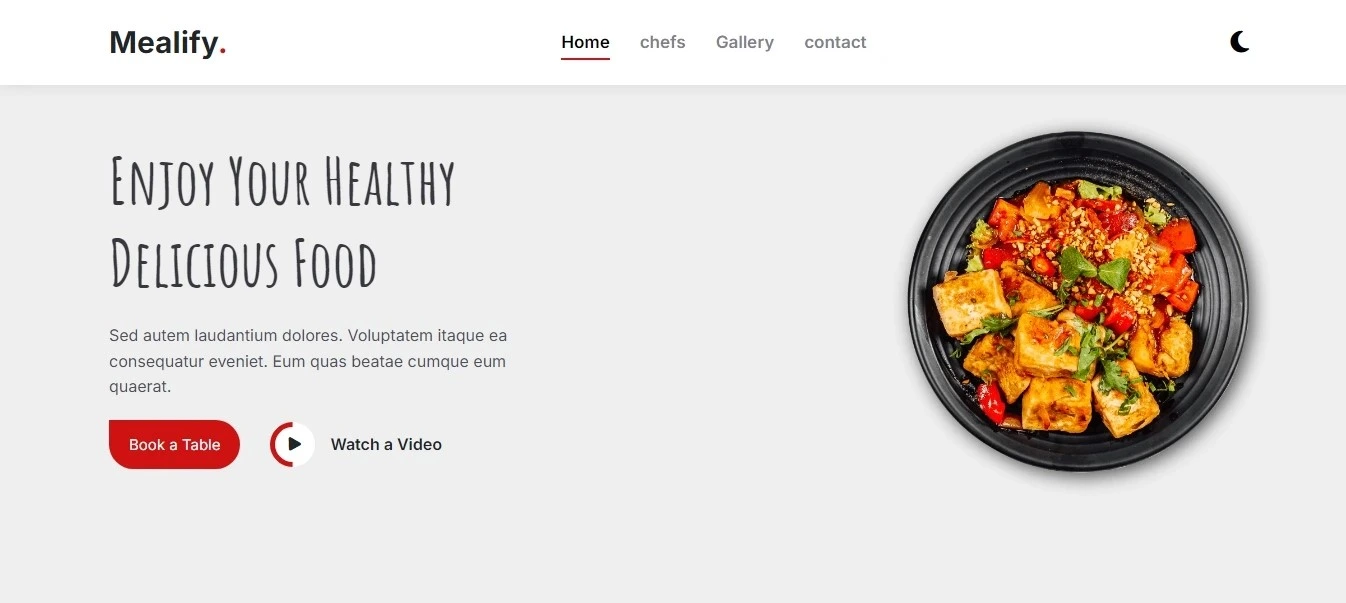 Mealify.
Home chefs Gallery contact
Enjoy Your Healthy
Delicious Food
Sed autem laudantium dolores. Voluptatem itaque ea
consequatur eveniet. Eum quas beatae cumque eum
quaerat.
Book a Table
Watch a Video